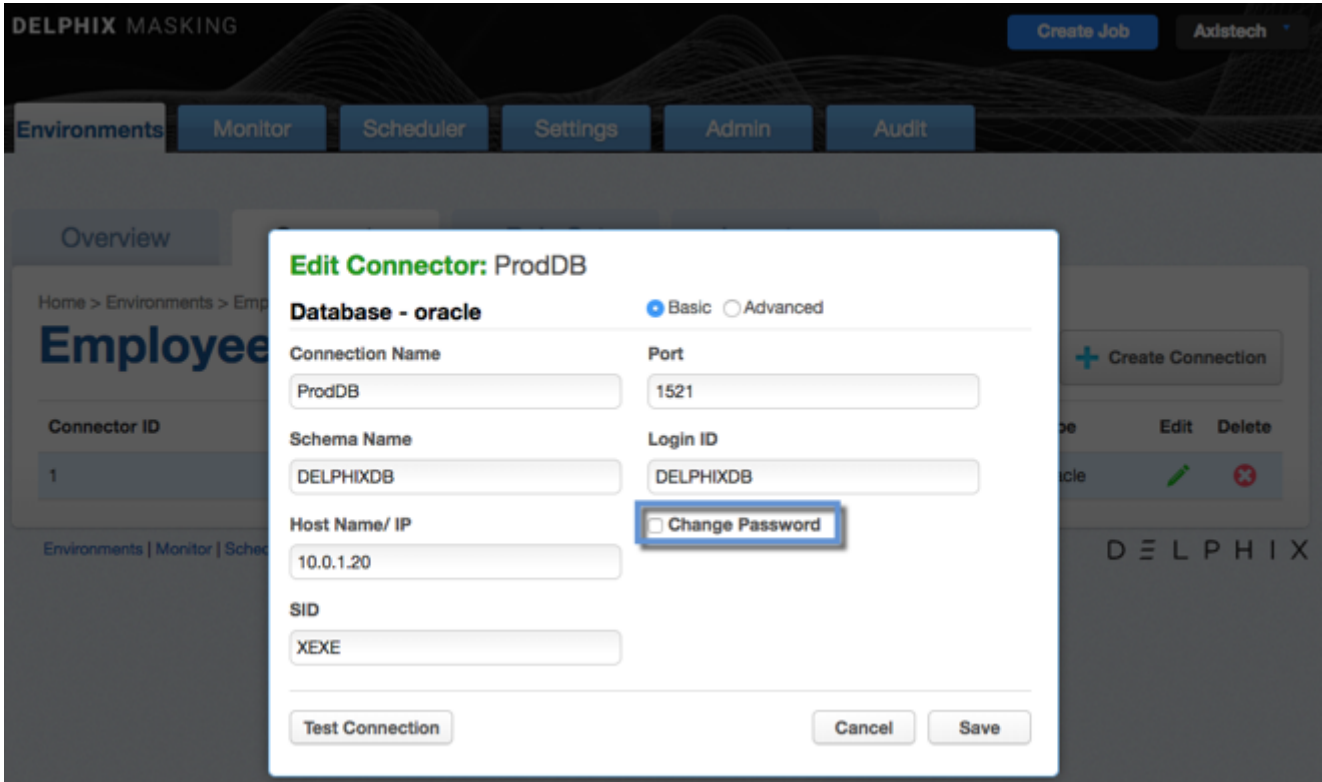 DELPHIX MASKING
Create Job
Axistech
Environments
Monitor
Scheduler
Settings
Admin
Audit
Overview
Home > Environments > Emp
Employee
Create Connection
Connector ID
Edit
Delete
1
Environments | Monitor | Sched
DELPHIX
Edit Connector: ProdDB
Database - oracle
Basic
Advanced
Connection Name
Port
ProdDB
1521
Schema Name
Login ID
DELPHIXDB
DELPHIXDB
Host Name/ IP
Change Password
10.0.1.20
SID
XEXE
Test Connection
Cancel
Save